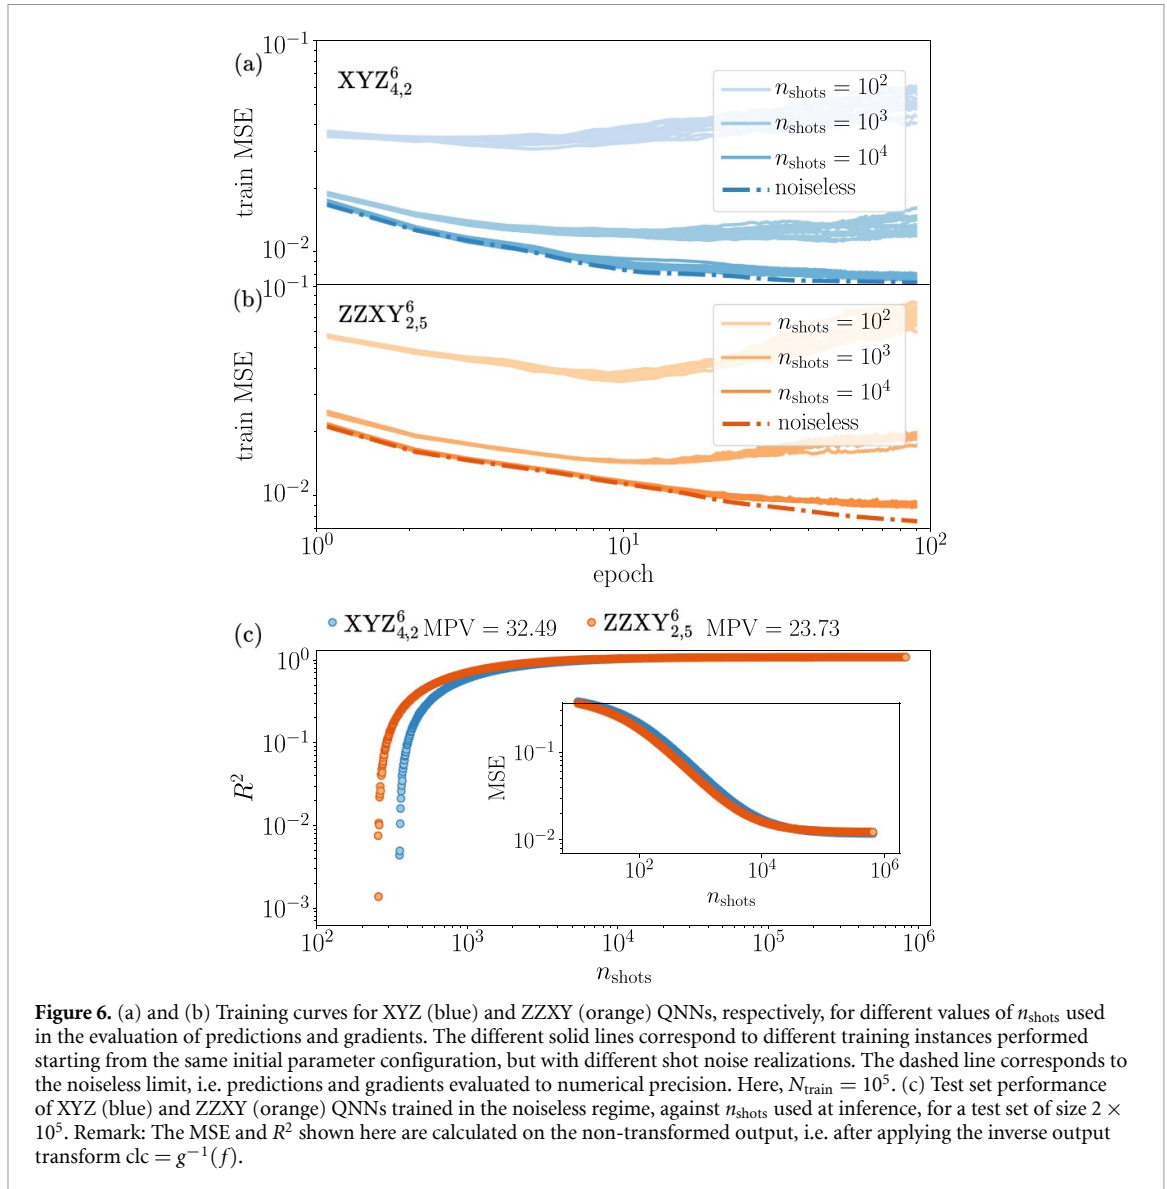 10^{-1}
(a)
XYZ^6_{4,2}
n_shots = 10^2
n_shots = 10^3
n_shots = 10^4
noiseless
train MSE
10^{-2}
10^{-1}
(b)
ZZXY^6_{2,5}
n_shots = 10^2
n_shots = 10^3
n_shots = 10^4
noiseless
train MSE
10^{-2}
10^0 10^1 10^2
epoch
(c)
XYZ^6_{4,2} MPV = 32.49 ZZXY^6_{2,5} MPV = 23.73
10^0
10^{-1}
10^{-2}
10^{-3}
R^2
MSE
10^{-1}
10^{-2}
10^2 10^4 10^6
n_shots
10^2 10^3 10^4 10^5 10^6
n_shots
Figure 6. (a) and (b) Training curves for XYZ (blue) and ZZXY (orange) QNNs, respectively, for different values of n_shots used
in the evaluation of predictions and gradients. The different solid lines correspond to different training instances performed
starting from the same initial parameter configuration, but with different shot noise realizations. The dashed line corresponds to
the noiseless limit, i.e. predictions and gradients evaluated to numerical precision. Here, N_train = 10^5. (c) Test set performance
of XYZ (blue) and ZZXY (orange) QNNs trained in the noiseless regime, against n_shots used at inference, for a test set of size 2 ×
10^5. Remark: The MSE and R^2 shown here are calculated on the non-transformed output, i.e. after applying the inverse output
transform clc = g^{-1}(f).